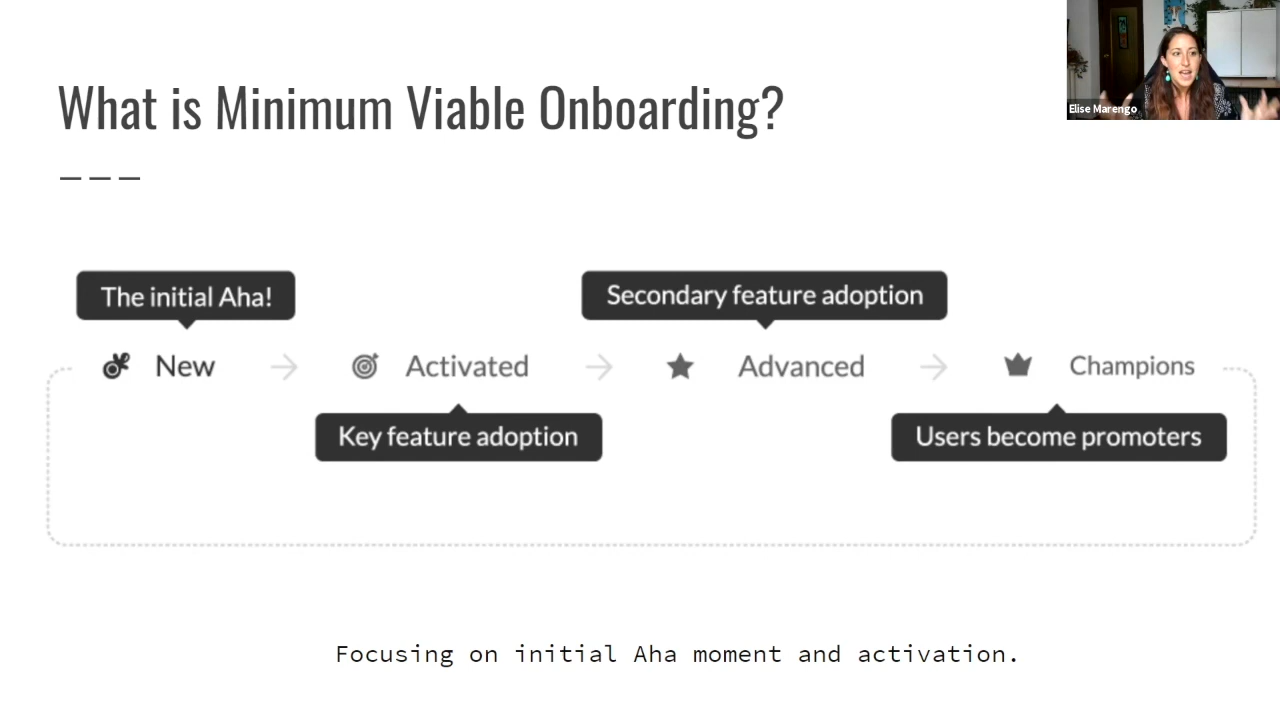 What is Minimum Viable Onboarding?
Elise Marengo
The initial Aha!
Secondary feature adoption
New
Activated
Advanced
Champions
Key feature adoption
Users become promoters
Focusing on initial Aha moment and activation.